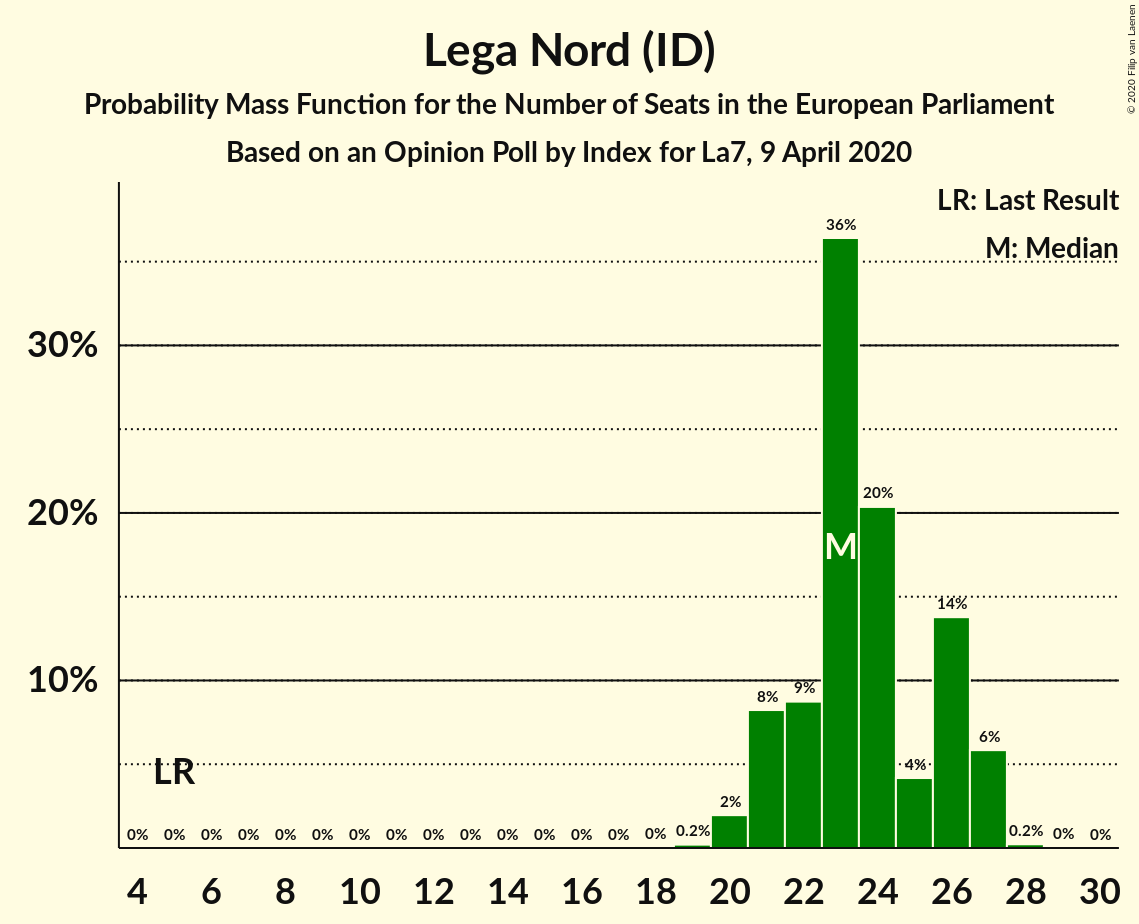 Lega Nord (ID)
Probability Mass Function for the Number of Seats in the European Parliament
Based on an Opinion Poll by Index for La7, 9 April 2020
© 2020 Filip van Laenen
LR: Last Result
M: Median
36%
30%
20%
20%
M
14%
10%
9%
8%
6%
LR
4%
2%
0% 0% 0% 0% 0% 0% 0% 0% 0% 0% 0% 0% 0% 0% 0% 0.2% 0.2% 0% 0%
4 6 8 10 12 14 16 18 20 22 24 26 28 30